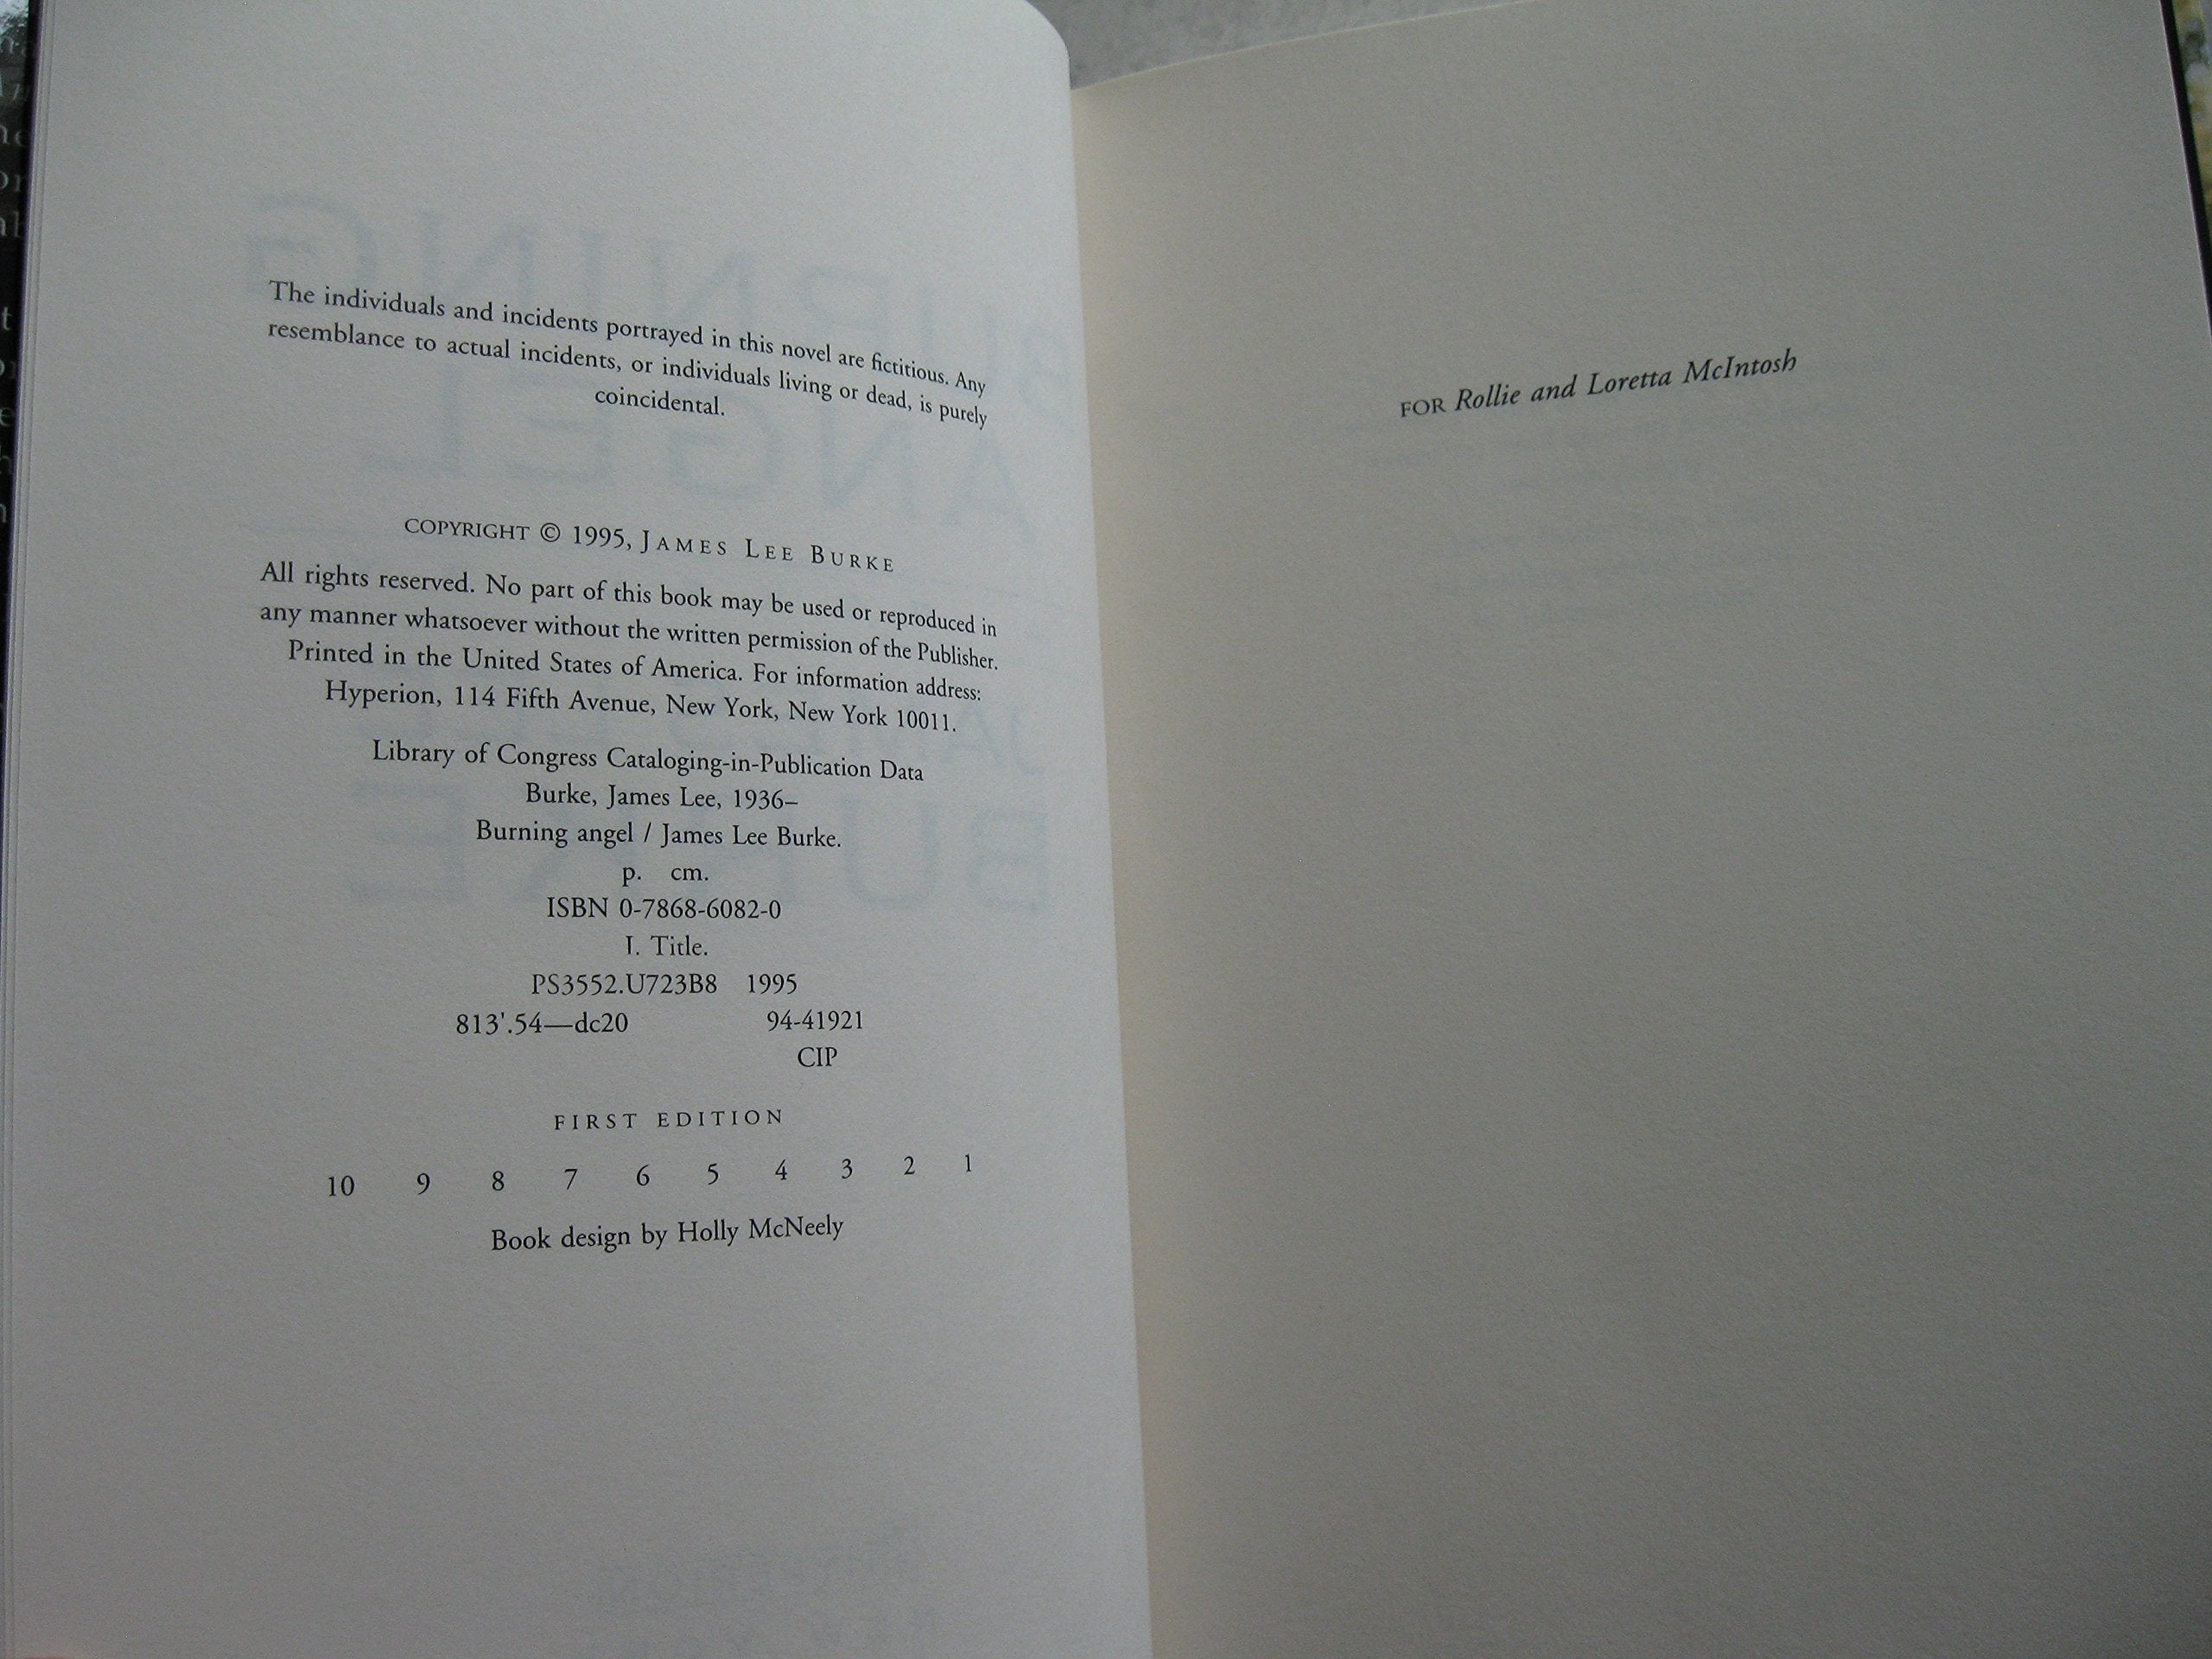 The individuals and incidents portrayed in this novel are fictitious. Any
resemblance to actual incidents, or individuals living or dead, is purely
coincidental.
COPYRIGHT © 1995, JAMES LEE BURKE
All rights reserved. No part of this book may be used or reproduced in
any manner whatsoever without the written permission of the Publisher.
Printed in the United States of America. For information address:
Hyperion, 114 Fifth Avenue, New York, New York 10011.
Library of Congress Cataloging-in-Publication Data
Burke, James Lee, 1936–
Burning angel / James Lee Burke.
p. cm.
ISBN 0-7868-6082-0
I. Title.
PS3552.U723B8 1995
813'.54—dc20 94-41921
CIP
FIRST EDITION
10 9 8 7 6 5 4 3 2 1
Book design by Holly McNeely
FOR Rollie and Loretta McIntosh